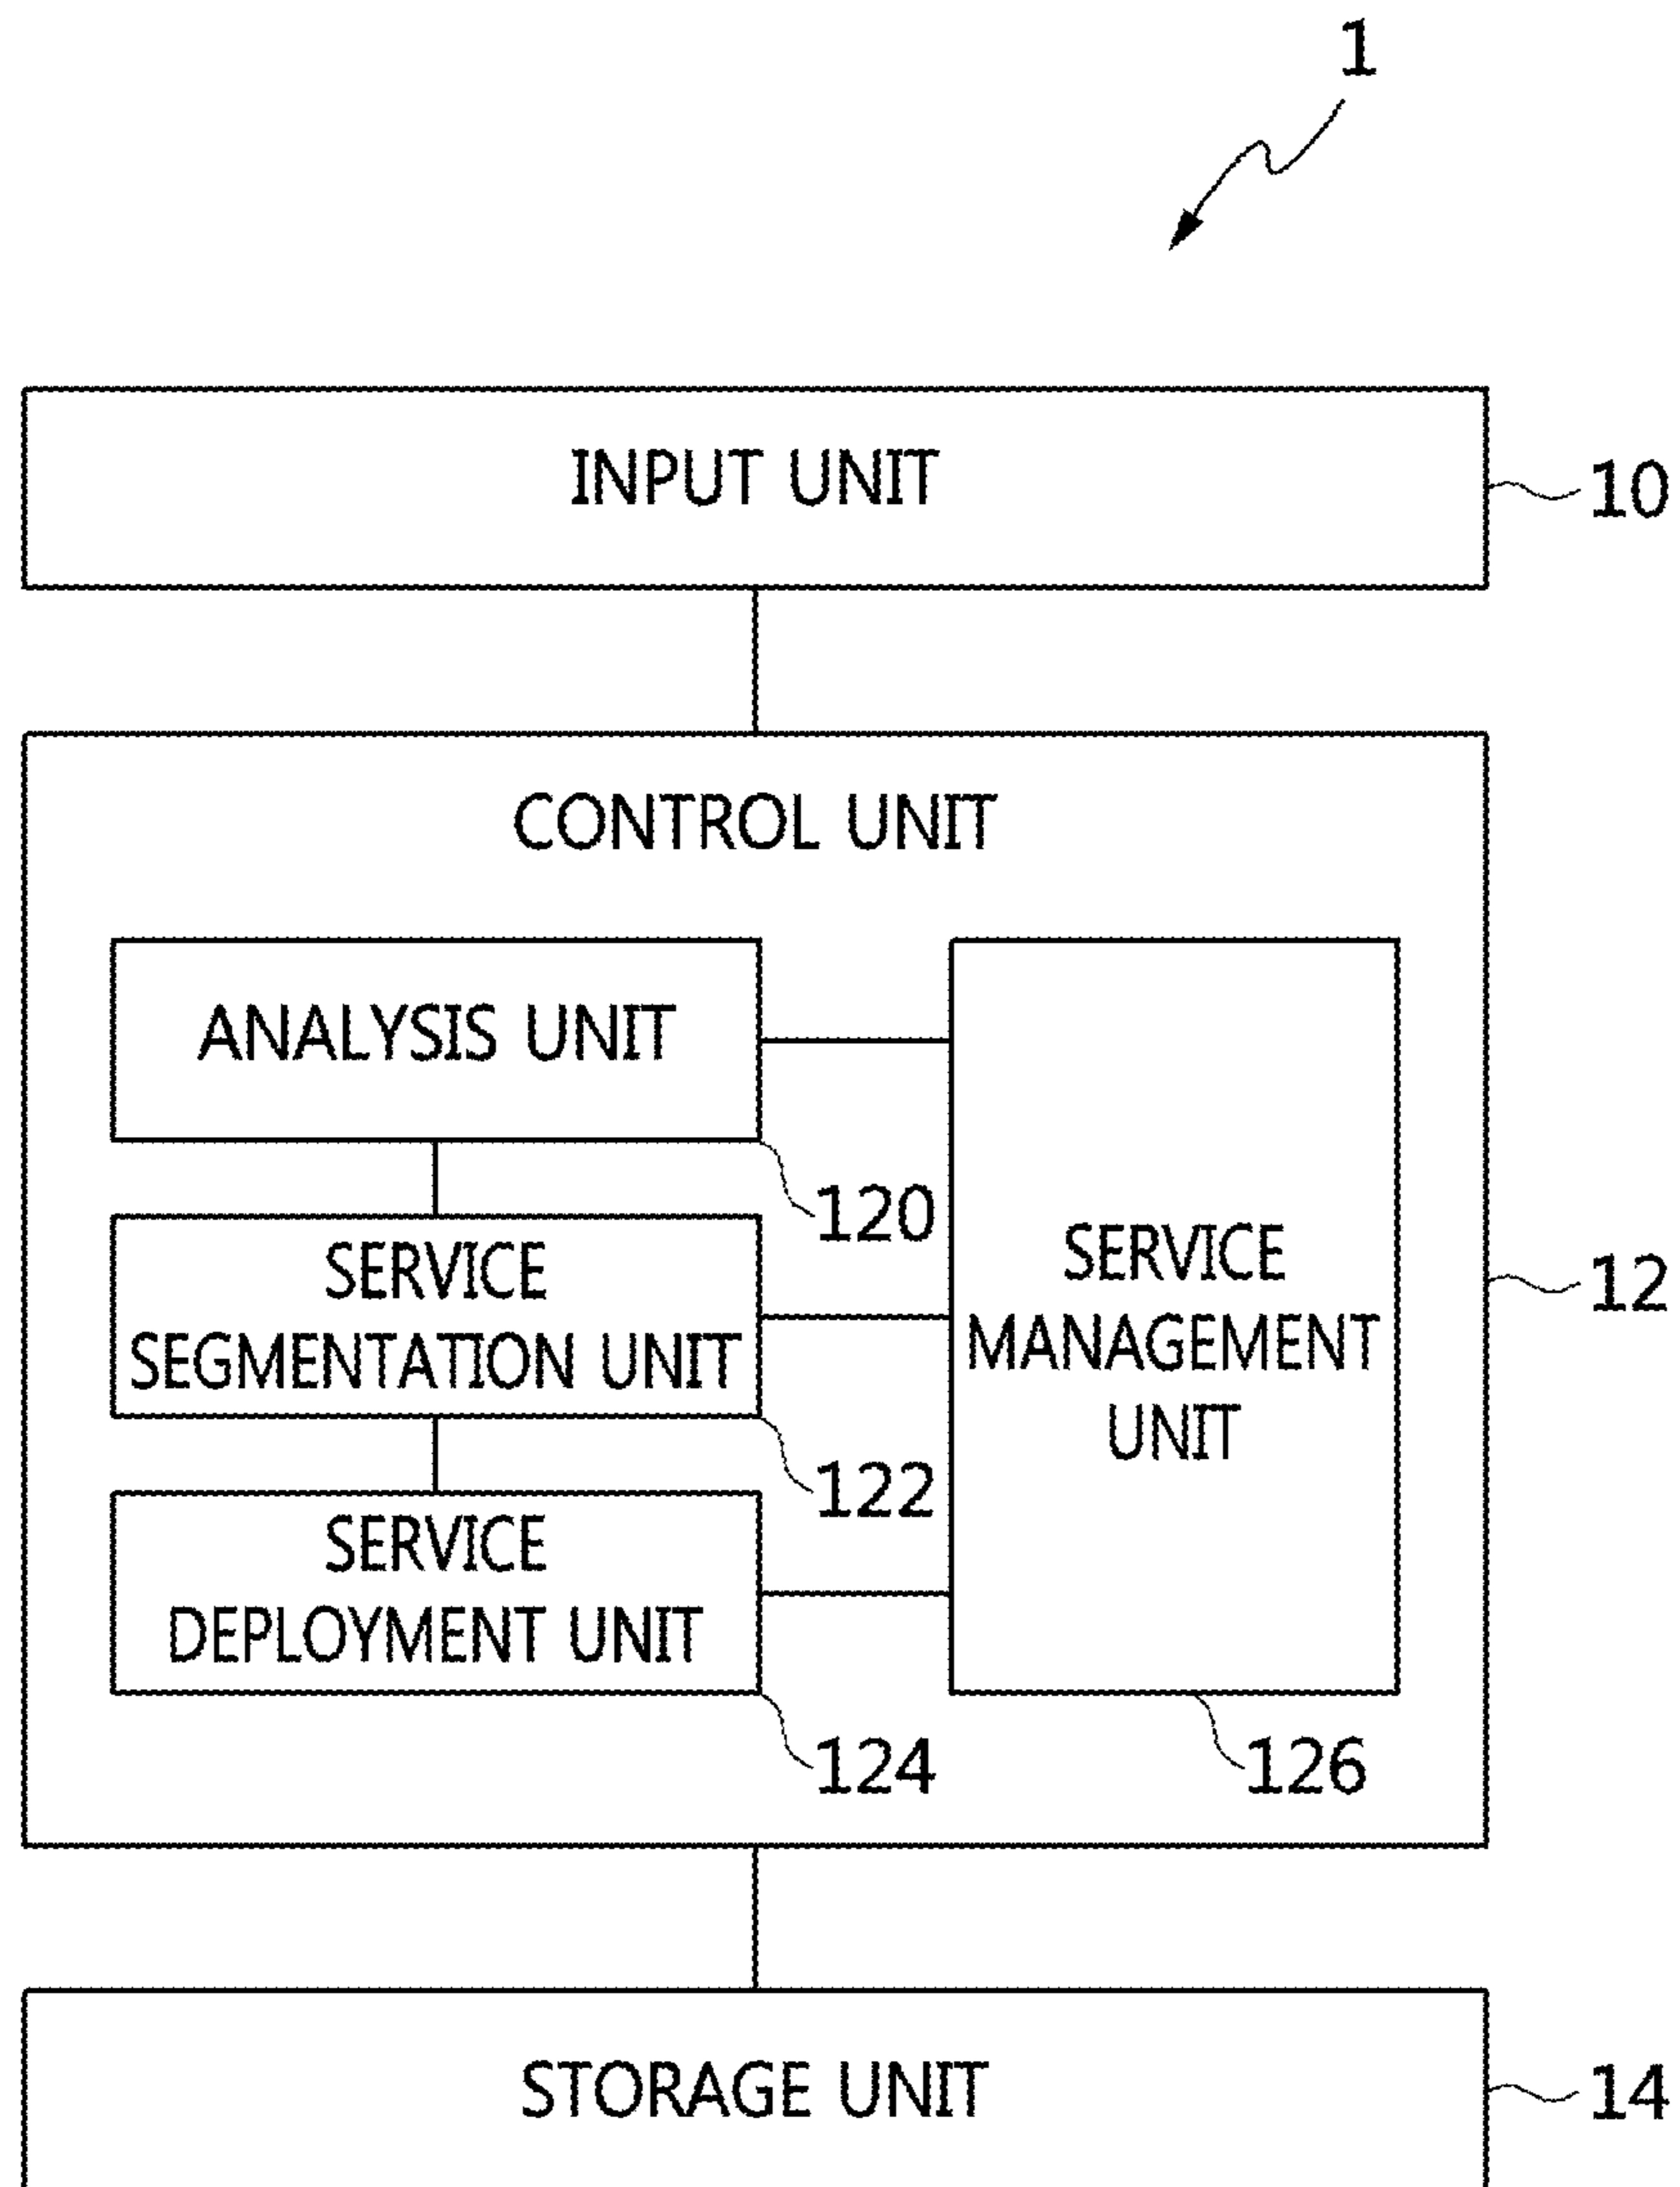 1
INPUT UNIT
10
CONTROL UNIT
ANALYSIS UNIT
120
SERVICE
SEGMENTATION UNIT
122
SERVICE
DEPLOYMENT UNIT
124
SERVICE
MANAGEMENT
UNIT
126
12
STORAGE UNIT
14